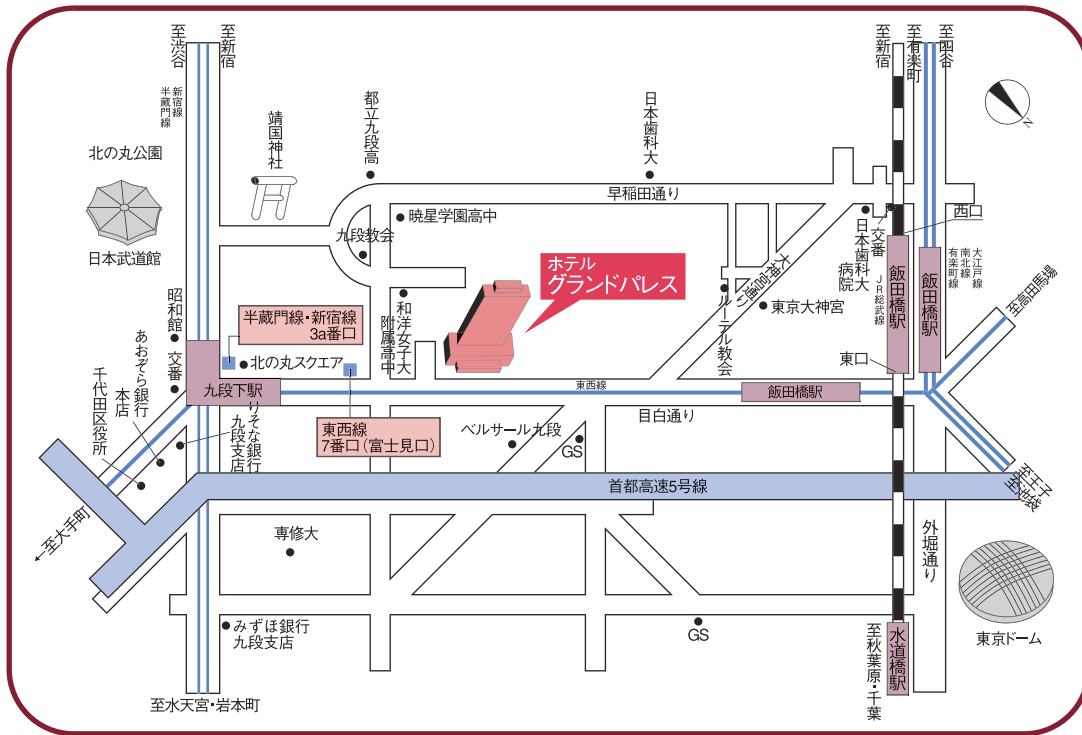 至渋谷
至新宿
新宿線
半蔵門線
北の丸公園
日本武道館
靖国神社
都立九段高
日本歯科大
至新宿
至有楽町
至四谷
N
早稲田通り
暁星学園高中
九段教会
西口
交番
日本歯科大
病院
JR総武線
飯田橋駅
飯田橋駅
大江戸線
南北線
有楽町線
至高田馬場
ホテル
グランドパレス
大神宮通り
東京大神宮
ルーテル教会
和洋女子大
附属高中
昭和館
交番
あおぞら銀行
本店
千代田区役所
半蔵門線・新宿線
3a番口
北の丸スクエア
九段下駅
りそな銀行
九段支店
東西線
7番口(富士見口)
東西線
飯田橋駅
東口
目白通り
ベルサール九段
GS
首都高速5号線
至王子
至池袋
←至大手町
専修大
外堀通り
東京ドーム
みずほ銀行
九段支店
GS
水道橋駅
至秋葉原・千葉
至水天宮・岩本町